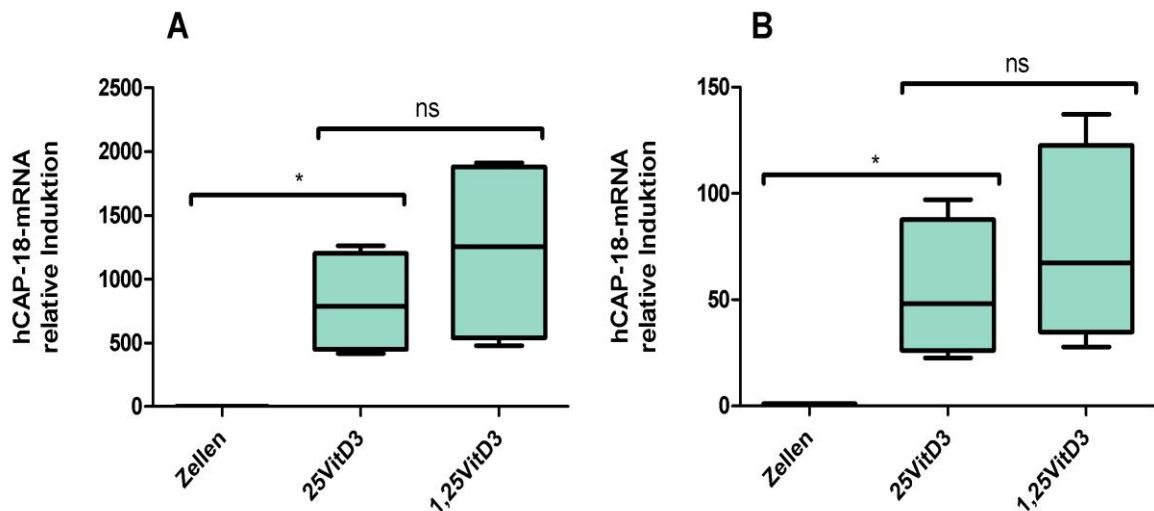 A
hCAP-18-mRNA
relative Induktion
2500
2000
1500
1000
500
0
ns
*
Zellen
25VitD3
1,25VitD3
B
hCAP-18-mRNA
relative Induktion
150
100
50
0
ns
*
Zellen
25VitD3
1,25VitD3